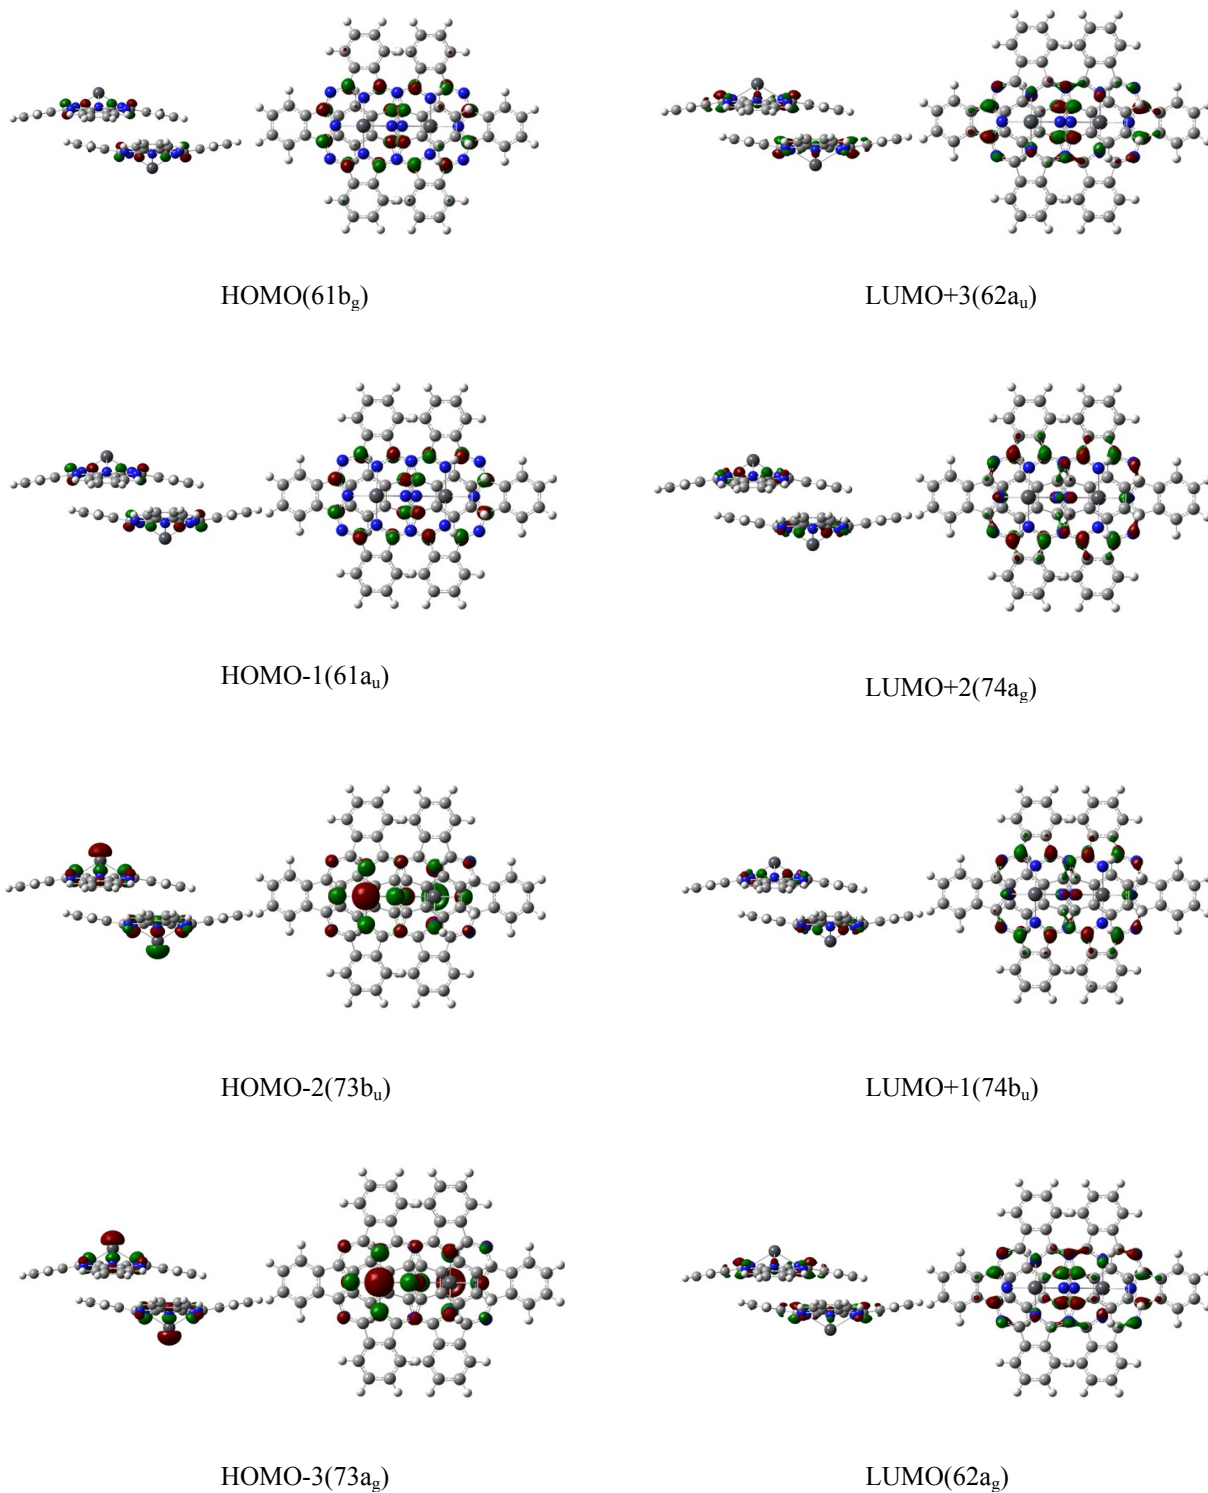 HOMO(61bg)
LUMO+3(62au)
HOMO-1(61au)
LUMO+2(74ag)
HOMO-2(73bu)
LUMO+1(74bu)
HOMO-3(73ag)
LUMO(62ag)